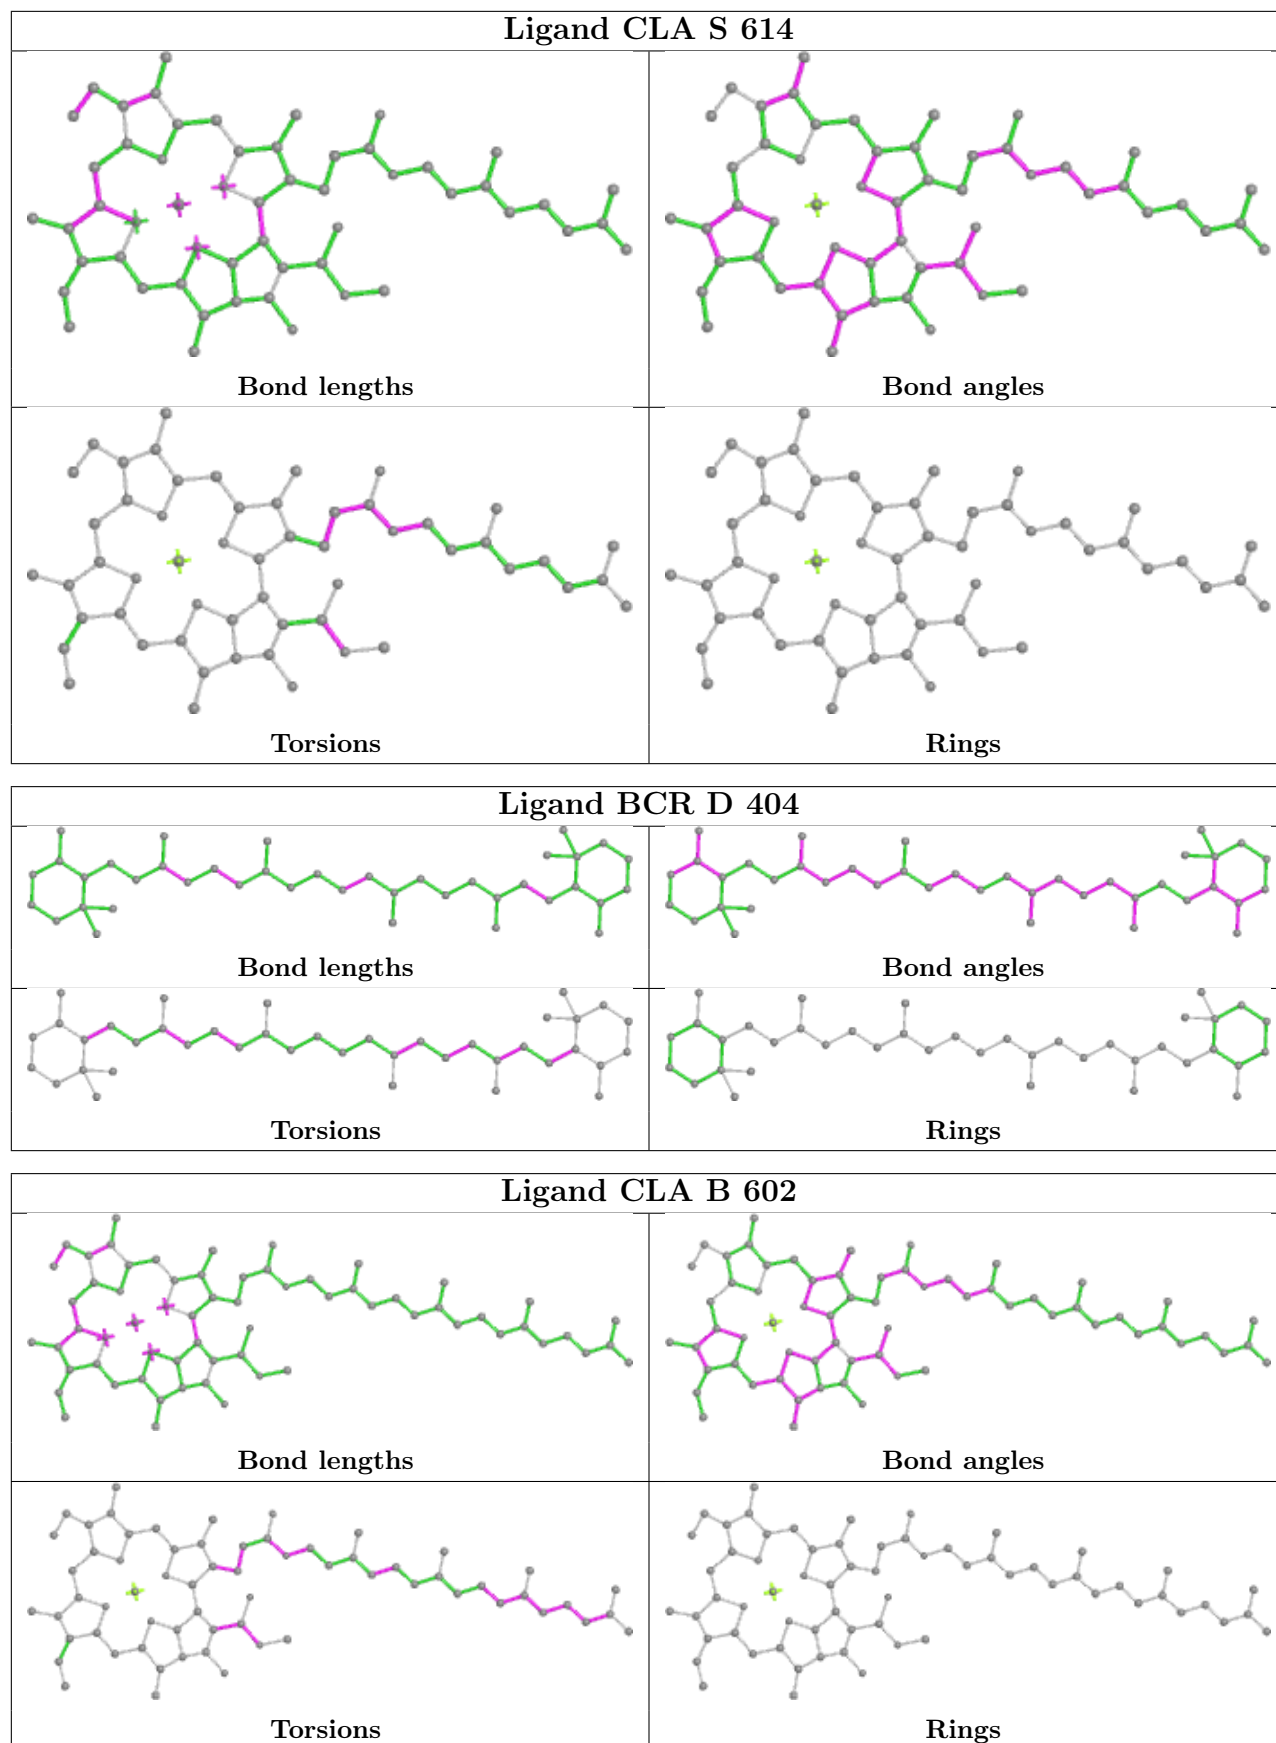 Ligand CLA S 614
Bond lengths
Bond angles
Torsions
Rings
Ligand BCR D 404
Bond lengths
Bond angles
Torsions
Rings
Ligand CLA B 602
Bond lengths
Bond angles
Torsions
Rings